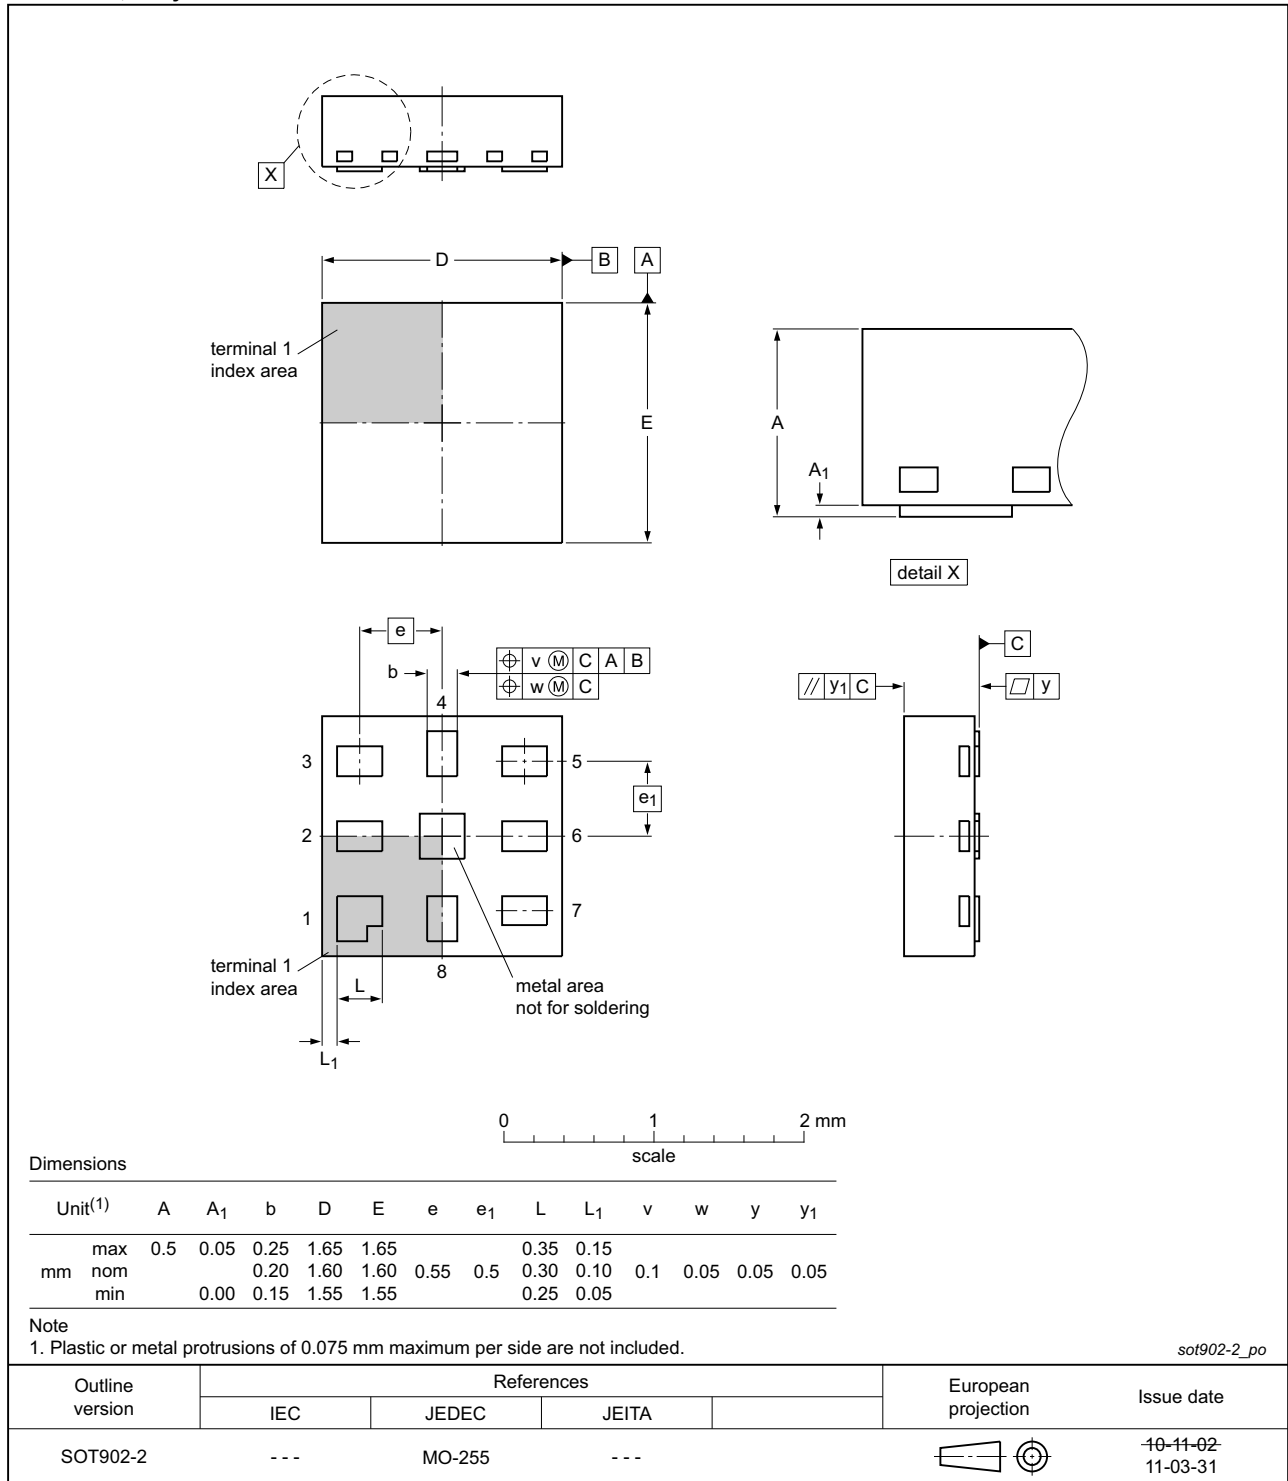 X
D
B
A
terminal 1
index area
E
A
A1
detail X
e
b
v M C A B
w M C
4
3
5
e1
2
6
1
7
terminal 1
index area
L
8
metal area
not for soldering
L1
C
// y1 C
y
0 1 2 mm
scale
Dimensions
Unit(1) A A1 b D E e e1 L L1 v w y y1
max 0.5 0.05 0.25 1.65 1.65 0.35 0.15
mm nom 0.20 1.60 1.60 0.55 0.5 0.30 0.10 0.1 0.05 0.05 0.05
min 0.00 0.15 1.55 1.55 0.25 0.05
Note
1. Plastic or metal protrusions of 0.075 mm maximum per side are not included.
sot902-2_po
Outline
version
References
IEC JEDEC JEITA
European
projection
Issue date
SOT902-2 - - - MO-255 - - -
10-11-02
11-03-31